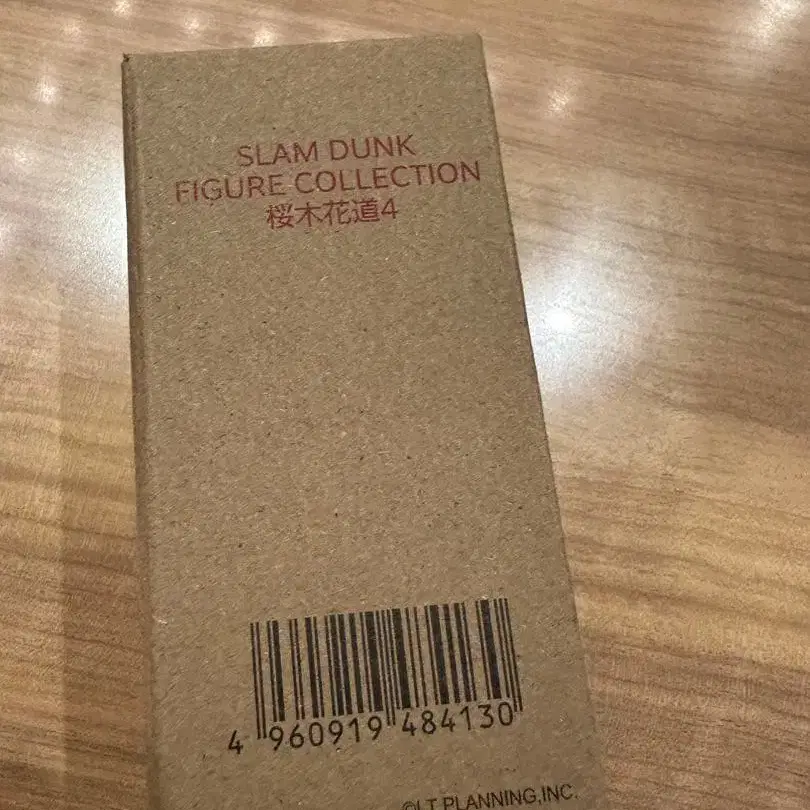 SLAM DUNK
FIGURE COLLECTION
桜木花道4
4 960919 484130
©I.T.PLANNING,INC.